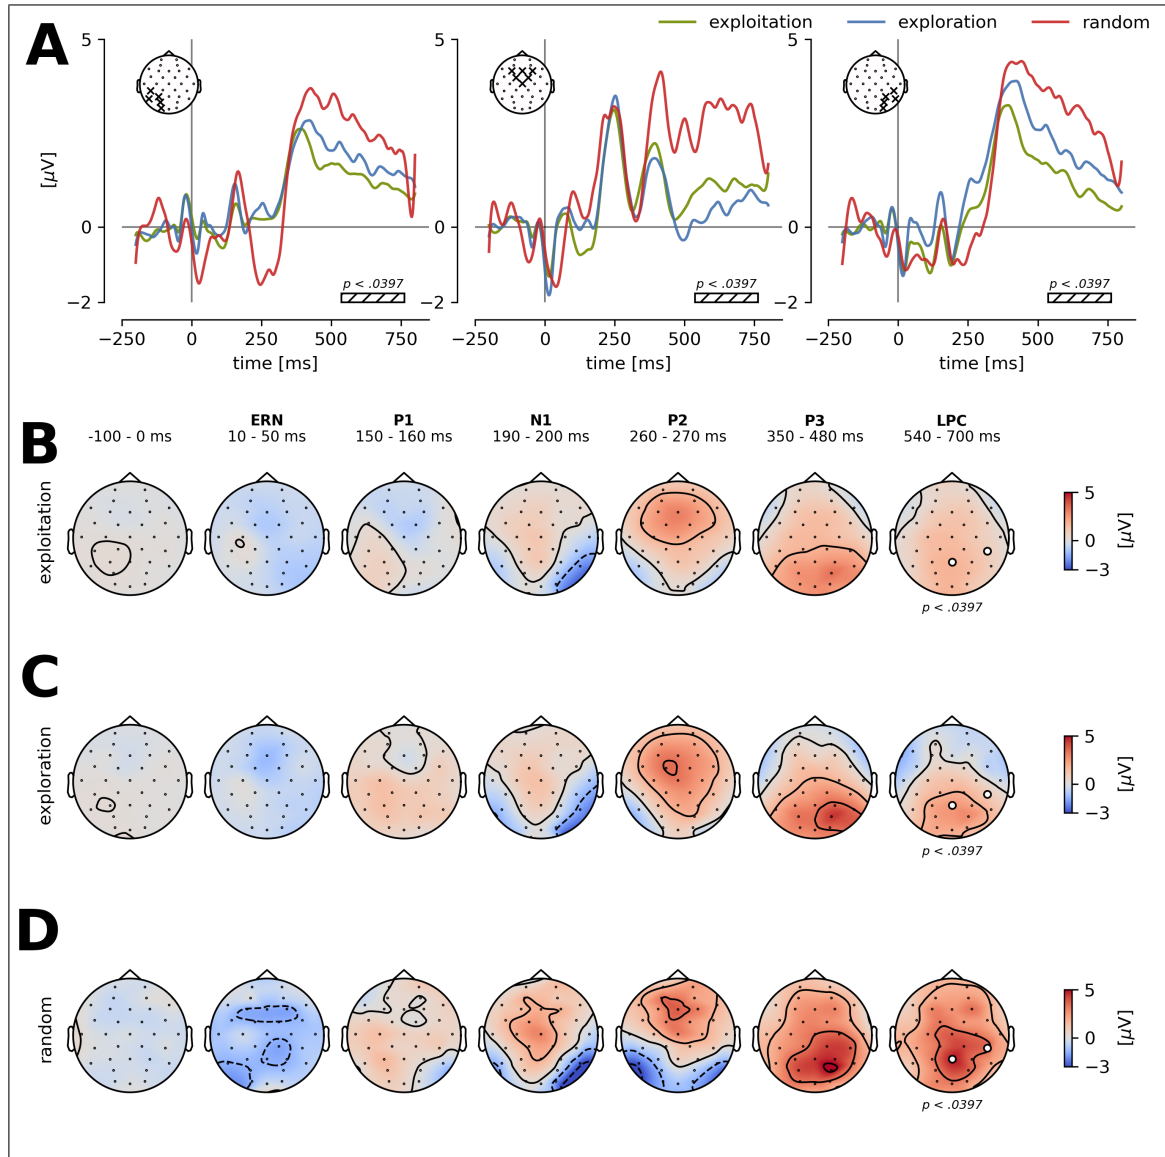 A
exploitation
exploration
random
5
0
−2
[μV]
p < .0397
−250
0
250
500
750
time [ms]
5
0
−2
p < .0397
−250
0
250
500
750
time [ms]
5
0
−2
p < .0397
−250
0
250
500
750
time [ms]
B
-100 - 0 ms
ERN
10 - 50 ms
P1
150 - 160 ms
N1
190 - 200 ms
P2
260 - 270 ms
P3
350 - 480 ms
LPC
540 - 700 ms
exploitation
5
0
−3
[μV]
p < .0397
C
exploration
5
0
−3
[μV]
p < .0397
D
random
5
0
−3
[μV]
p < .0397